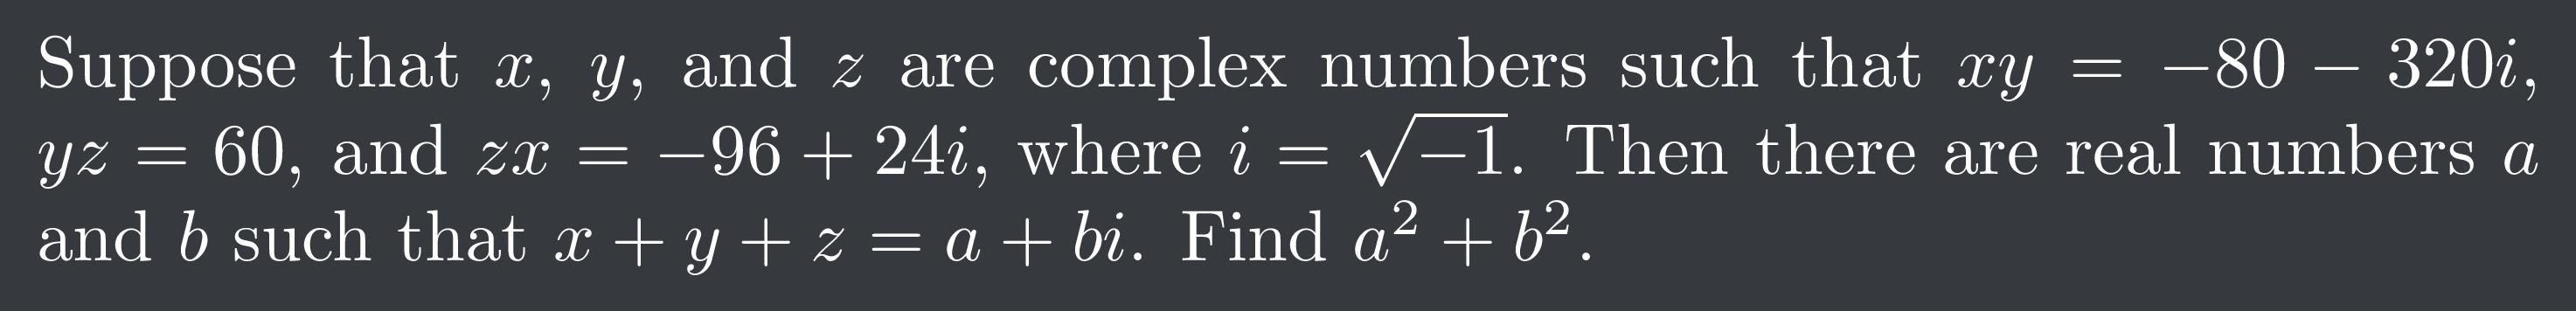 Suppose that x, y, and z are complex numbers such that xy = −80 − 320i,
yz = 60, and zx = −96 + 24i, where i = √−1. Then there are real numbers a
and b such that x + y + z = a + bi. Find a² + b².